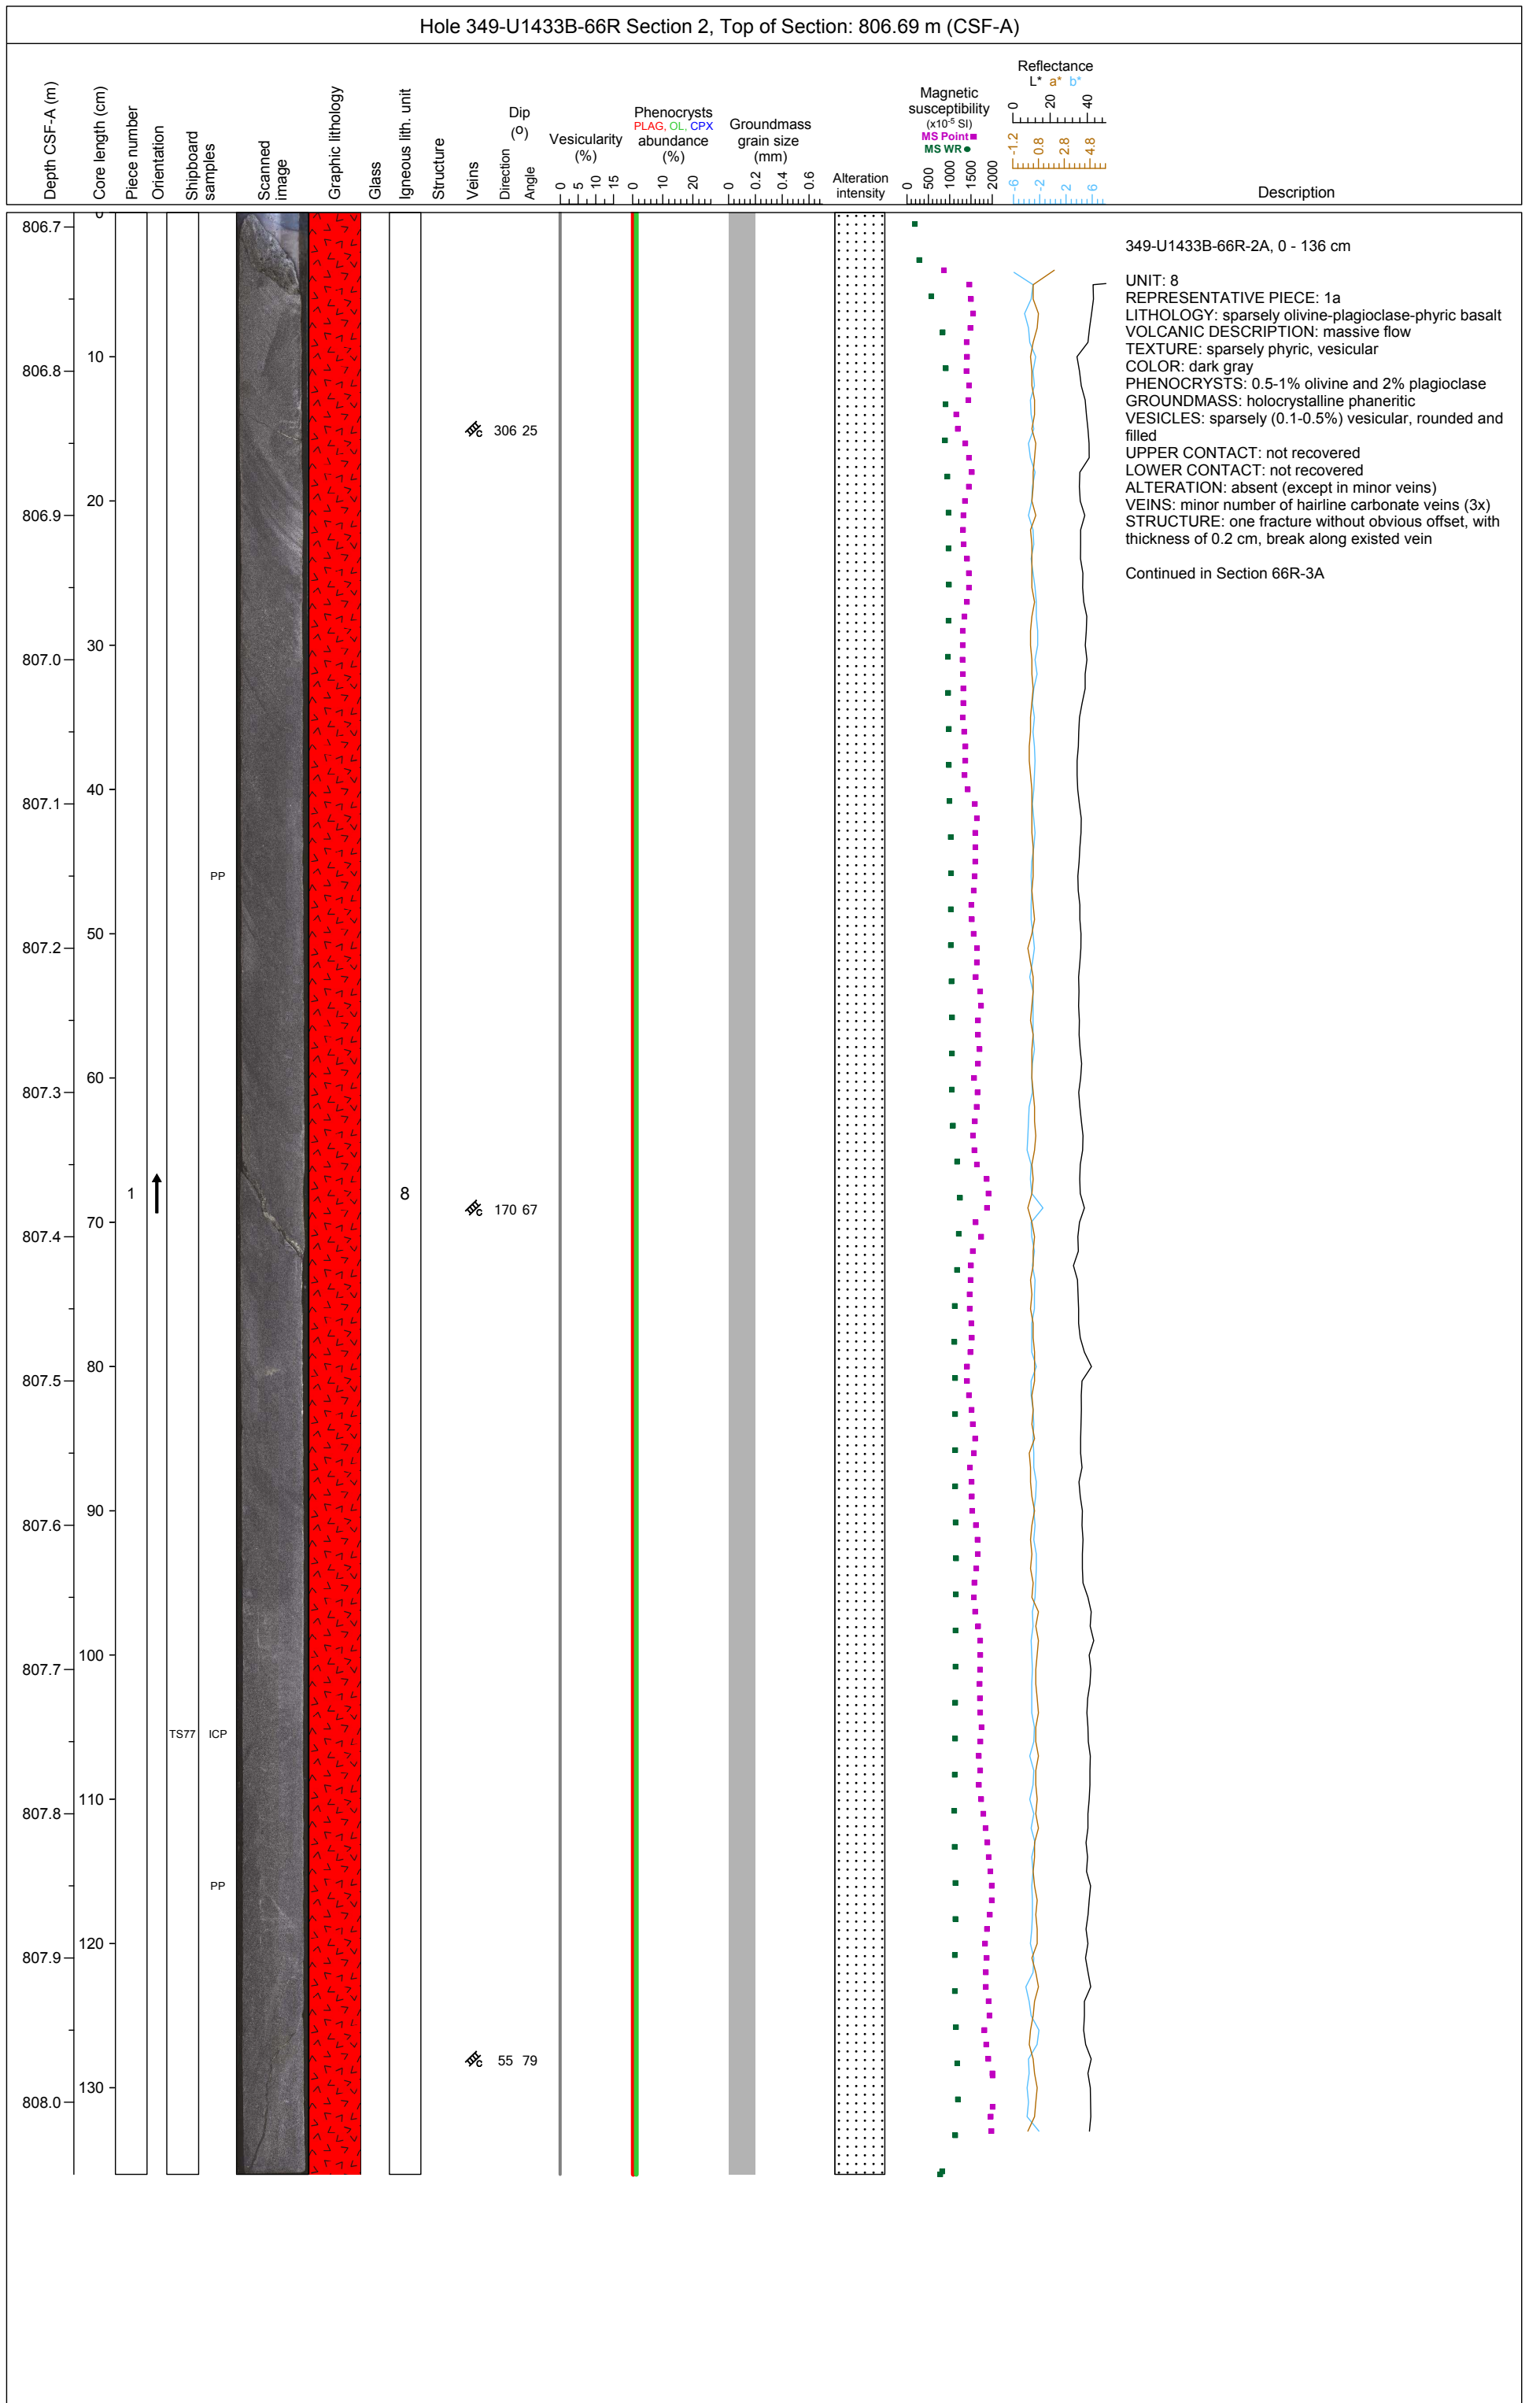 Hole 349-U1433B-66R Section 2, Top of Section: 806.69 m (CSF-A)
Depth CSF-A (m)
Core length (cm)
Piece number
Orientation
Shipboard
samples
Scanned
image
Graphic lithology
Glass
Igneous lith. unit
Structure
Veins
Dip
(o)
Direction
Angle
Vesicularity
(%)
0 5 10 15
Phenocrysts
PLAG, OL, CPX
abundance
(%)
0 10 20
Groundmass
grain size
(mm)
0 0.2 0.4 0.6
Alteration
intensity
Magnetic
susceptibility
(x10-5 SI)
MS Point
MS WR
0 500 1000 1500 2000
Reflectance
L* a* b*
0 20 40
-1.2 0.8 2.8 4.8
-6 -2 2 6
Description
806.7
806.8
806.9
807.0
807.1
807.2
807.3
807.4
807.5
807.6
807.7
807.8
807.9
808.0
0
10
20
30
40
50
60
70
80
90
100
110
120
130
1
PP
TS77 ICP
PP
8
c 306 25
c 170 67
c 55 79
349-U1433B-66R-2A, 0 - 136 cm
UNIT: 8
REPRESENTATIVE PIECE: 1a
LITHOLOGY: sparsely olivine-plagioclase-phyric basalt
VOLCANIC DESCRIPTION: massive flow
TEXTURE: sparsely phyric, vesicular
COLOR: dark gray
PHENOCRYSTS: 0.5-1% olivine and 2% plagioclase
GROUNDMASS: holocrystalline phaneritic
VESICLES: sparsely (0.1-0.5%) vesicular, rounded and
filled
UPPER CONTACT: not recovered
LOWER CONTACT: not recovered
ALTERATION: absent (except in minor veins)
VEINS: minor number of hairline carbonate veins (3x)
STRUCTURE: one fracture without obvious offset, with
thickness of 0.2 cm, break along existed vein
Continued in Section 66R-3A